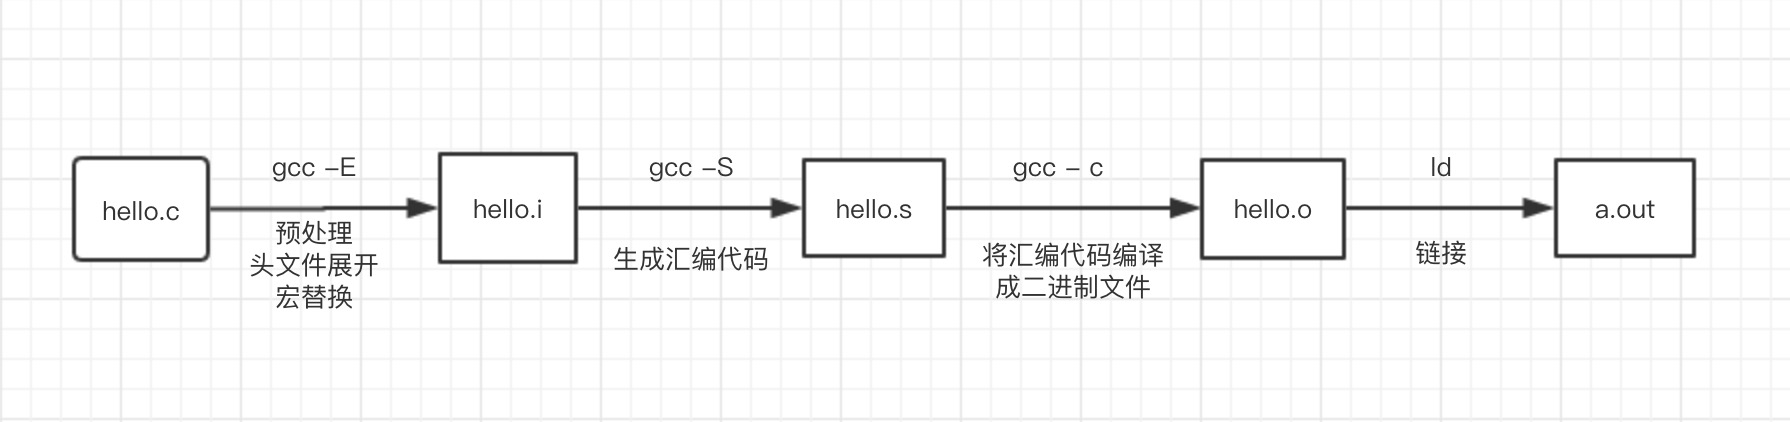 hello.c
gcc -E
预处理
头文件展开
宏替换
hello.i
gcc -S
生成汇编代码
hello.s
gcc - c
将汇编代码编译
成二进制文件
hello.o
ld
链接
a.out